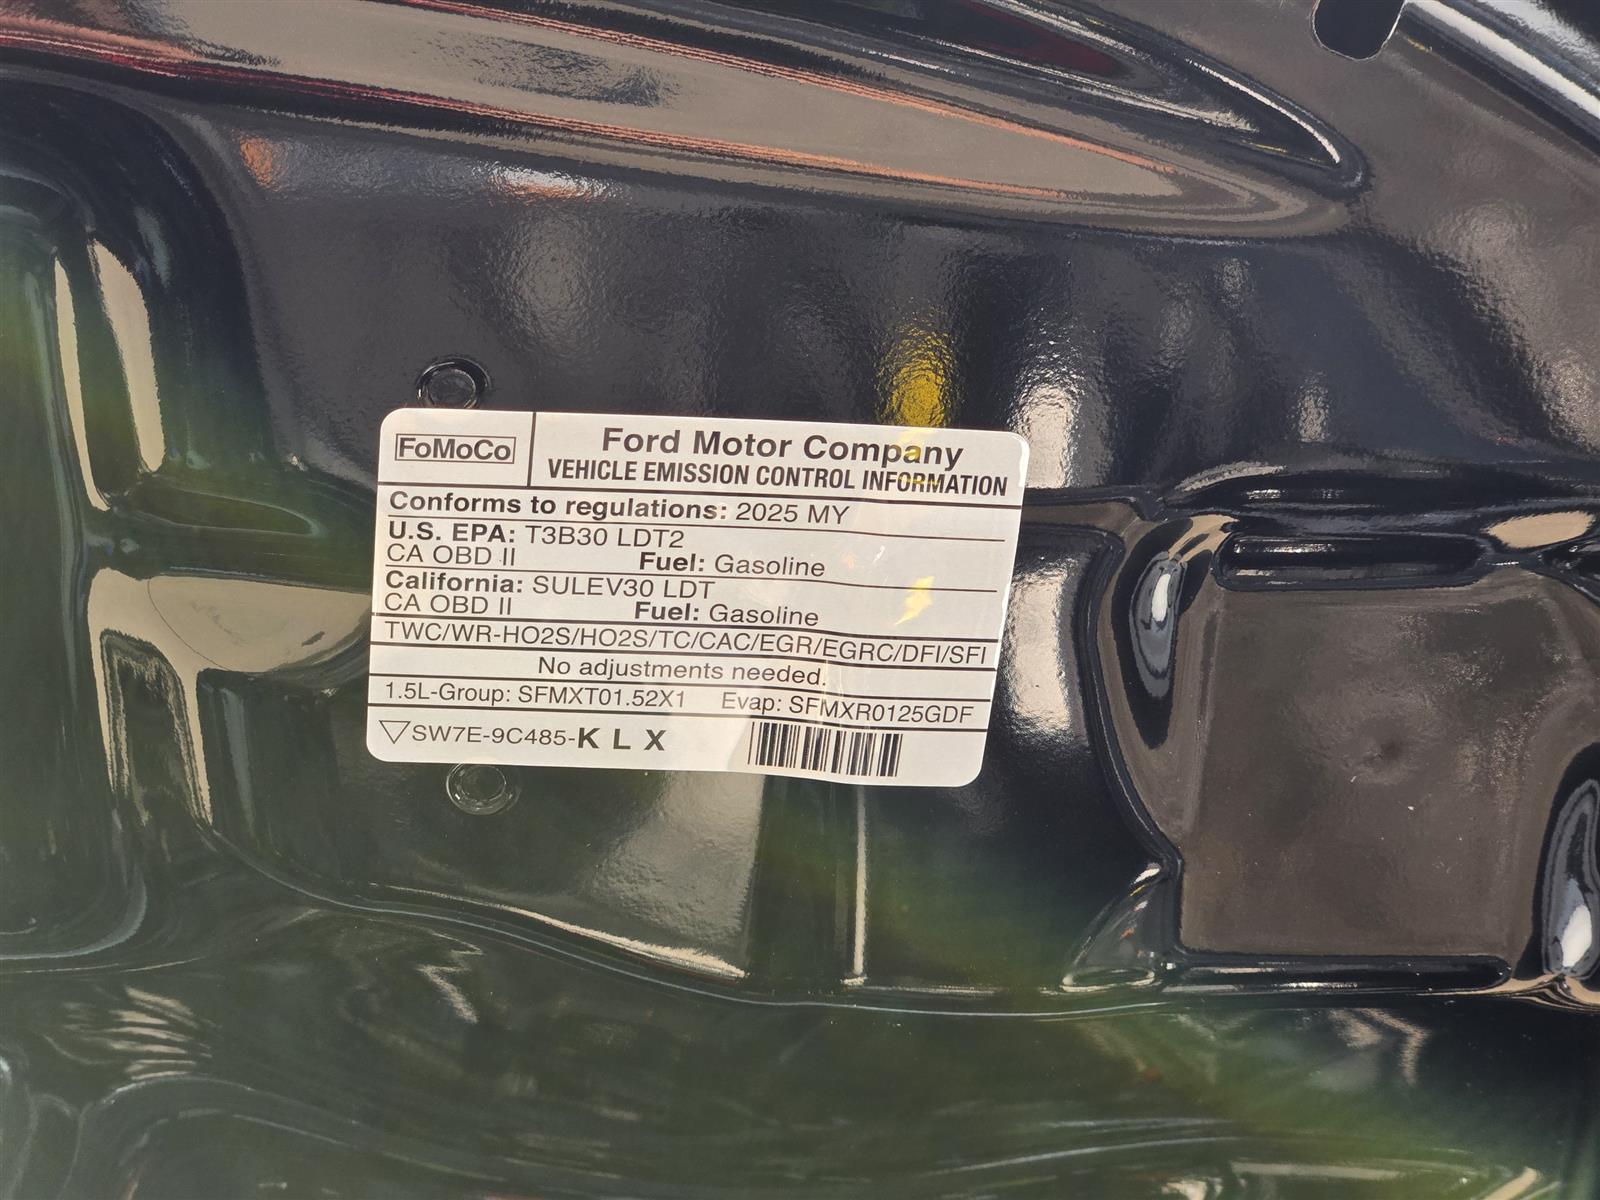 FoMoCo
Ford Motor Company
VEHICLE EMISSION CONTROL INFORMATION
Conforms to regulations: 2025 MY
U.S. EPA: T3B30 LDT2
CA OBD II Fuel: Gasoline
California: SULEV30 LDT
CA OBD II Fuel: Gasoline
TWC/WR-HO2S/HO2S/TC/CAC/EGR/EGRC/DFI/SFI
No adjustments needed.
1.5L-Group: SFMXT01.52X1 Evap: SFMXR0125GDF
SW7E-9C485-K L X